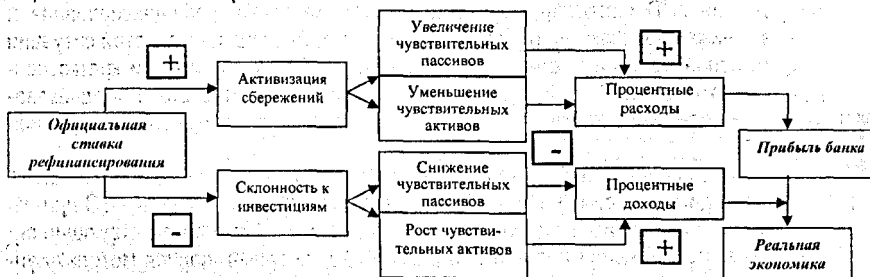 Увеличение
чувствительных
пассивов
+
+
Активизация
сбережений
Уменьшение
чувствительных
активов
Процентные
расходы
Официальная
ставка
рефинансирования
-
Прибыль банка
Склонность к
инвестициям
Снижение
чувствительных
пассивов
Процентные
доходы
-
Рост чувстви-
тельных активов
+
Реальная
экономика